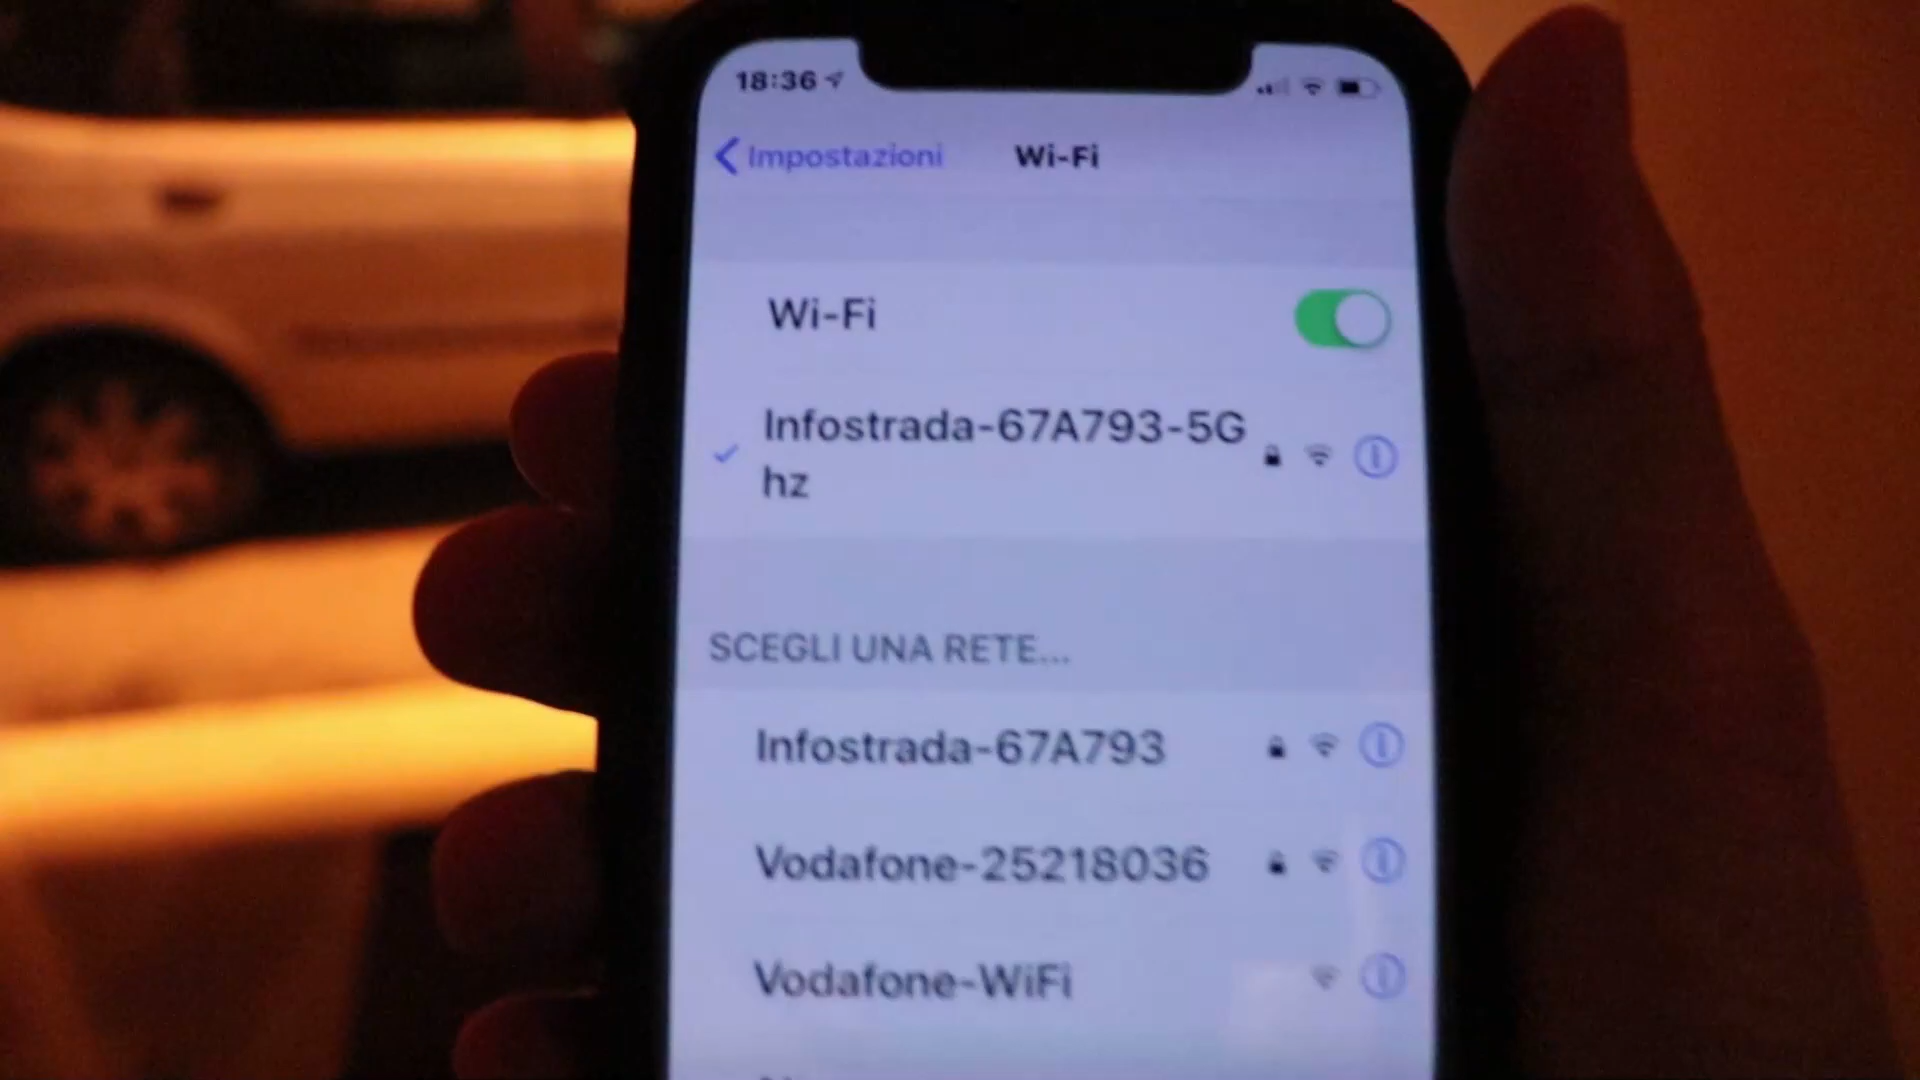 18:36
Impostazioni
Wi-Fi
Wi-Fi
Infostrada-67A793-5G
hz
SCEGLI UNA RETE...
Infostrada-67A793
Vodafone-25218036
Vodafone-WiFi